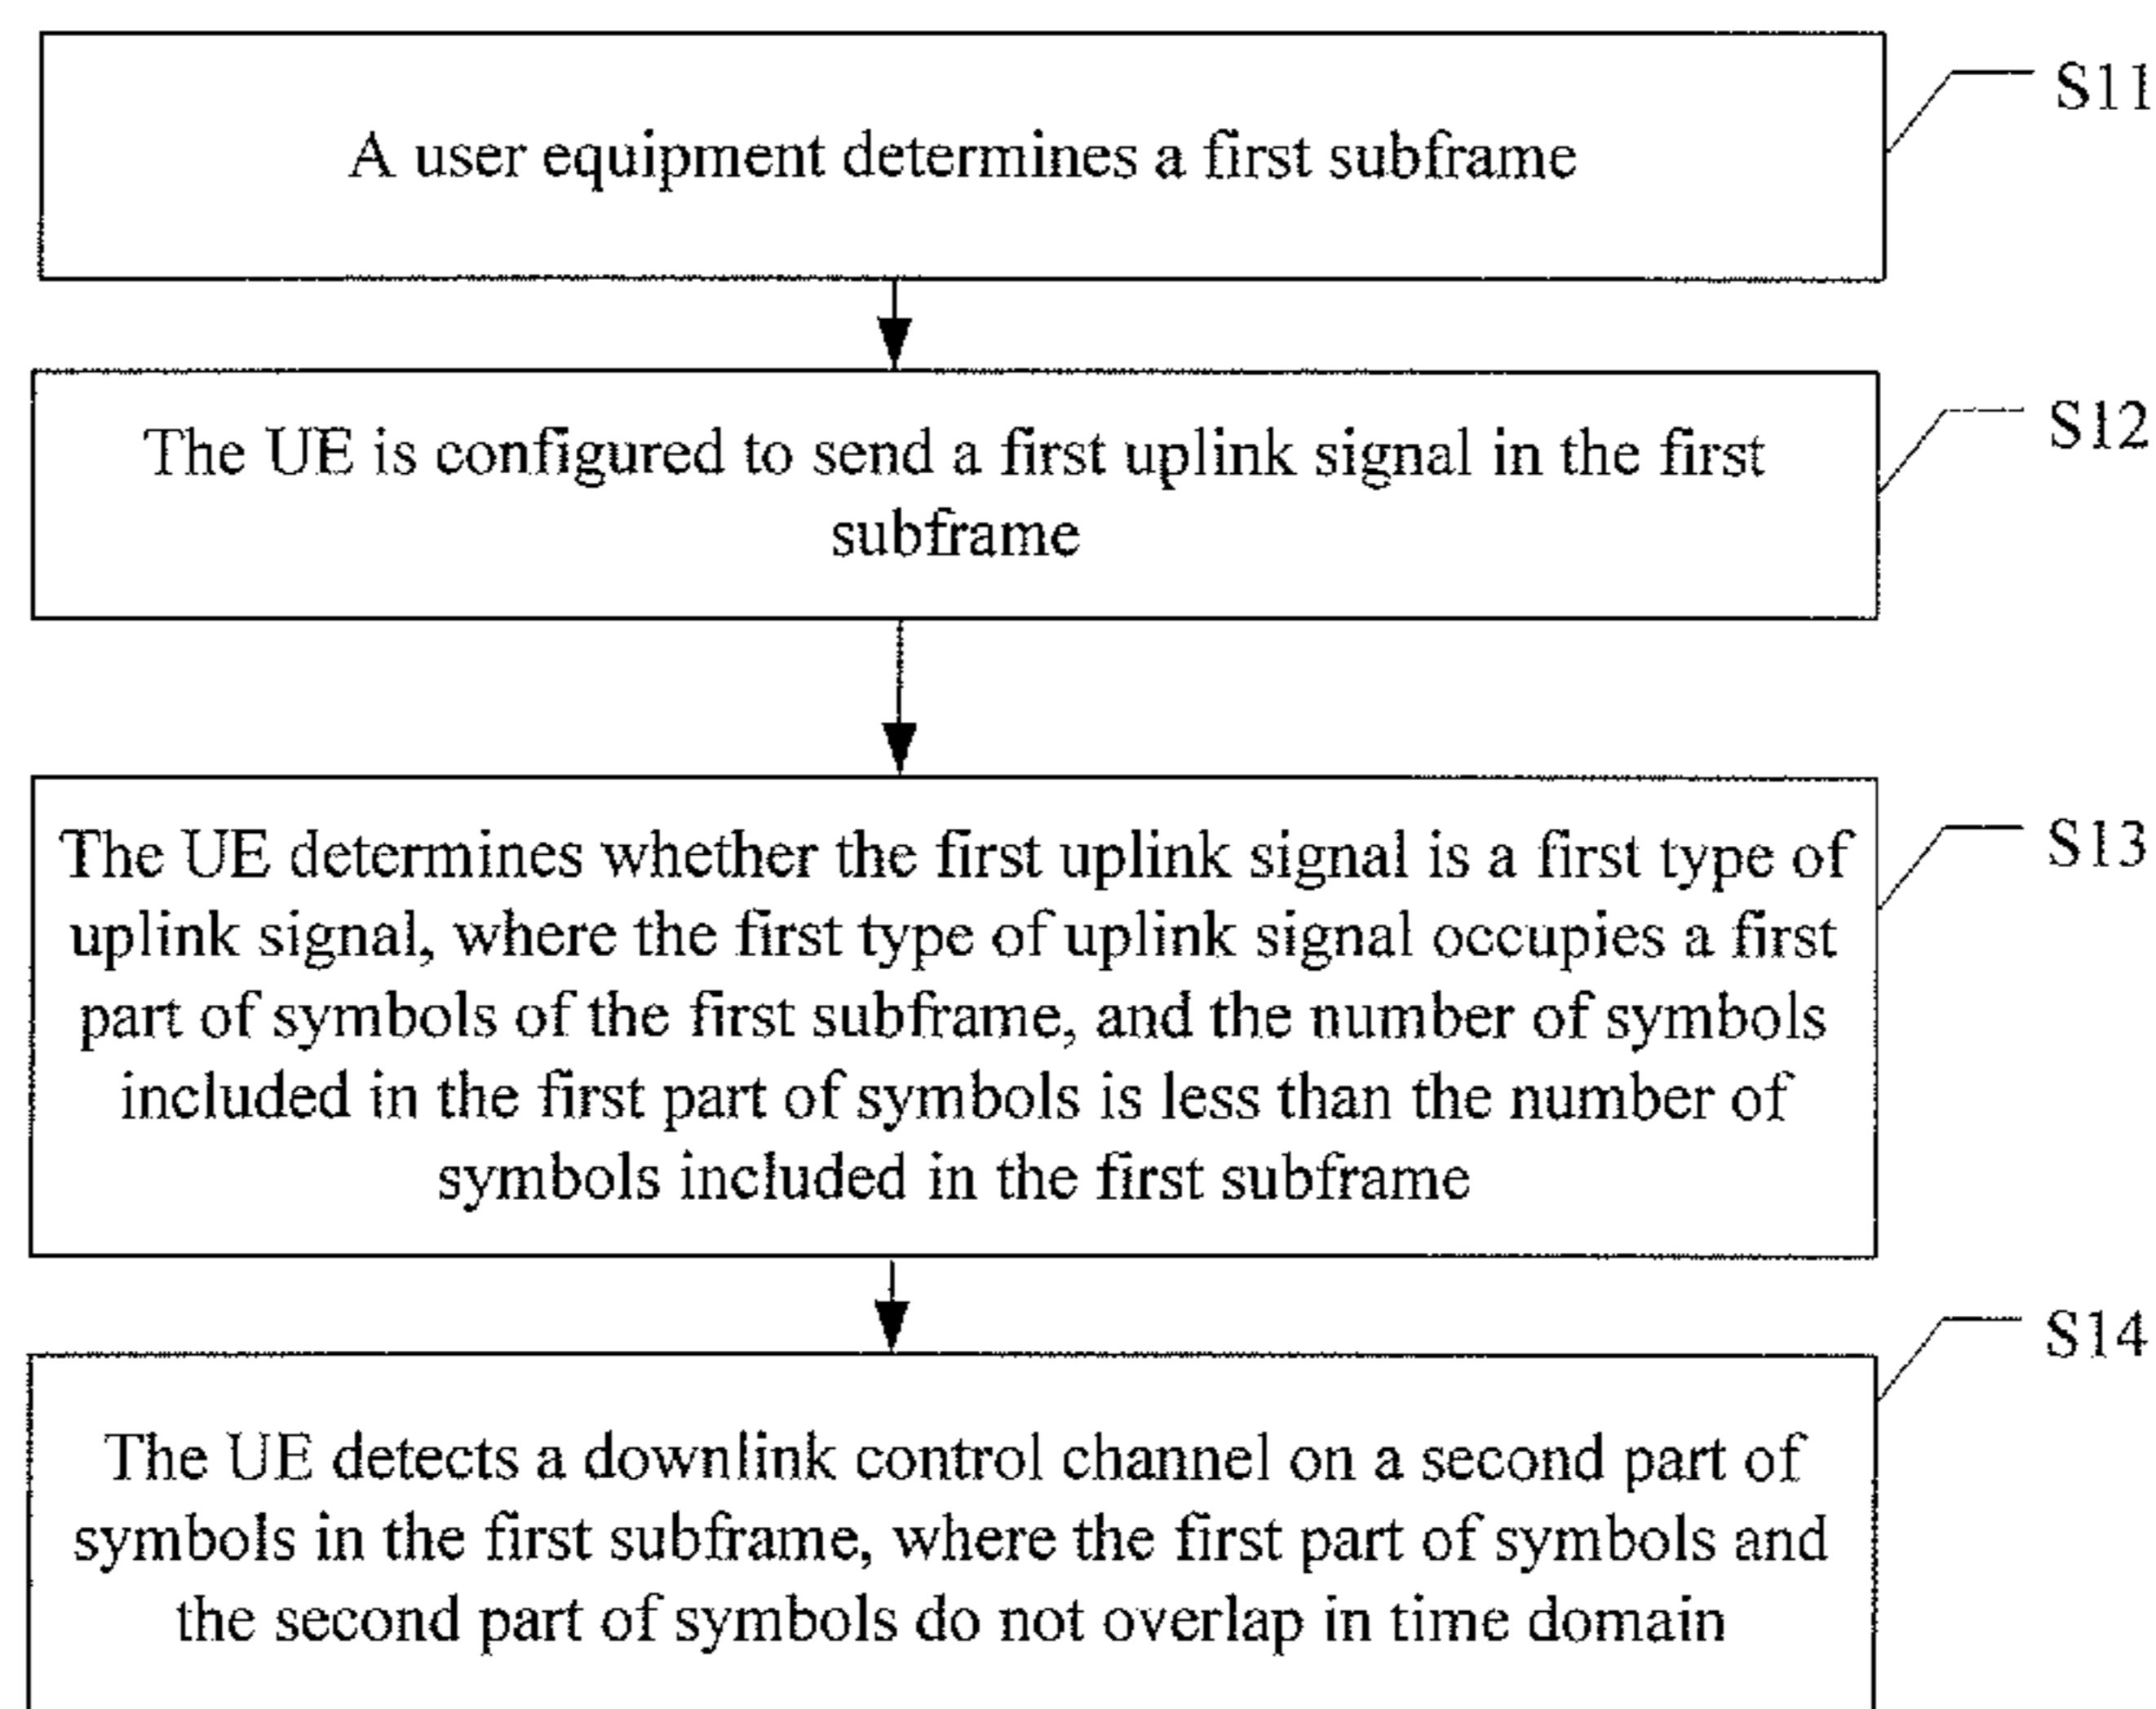 A user equipment determines a first subframe
S11
The UE is configured to send a first uplink signal in the first
subframe
S12
The UE determines whether the first uplink signal is a first type of
uplink signal, where the first type of uplink signal occupies a first
part of symbols of the first subframe, and the number of symbols
included in the first part of symbols is less than the number of
symbols included in the first subframe
S13
The UE detects a downlink control channel on a second part of
symbols in the first subframe, where the first part of symbols and
the second part of symbols do not overlap in time domain
S14